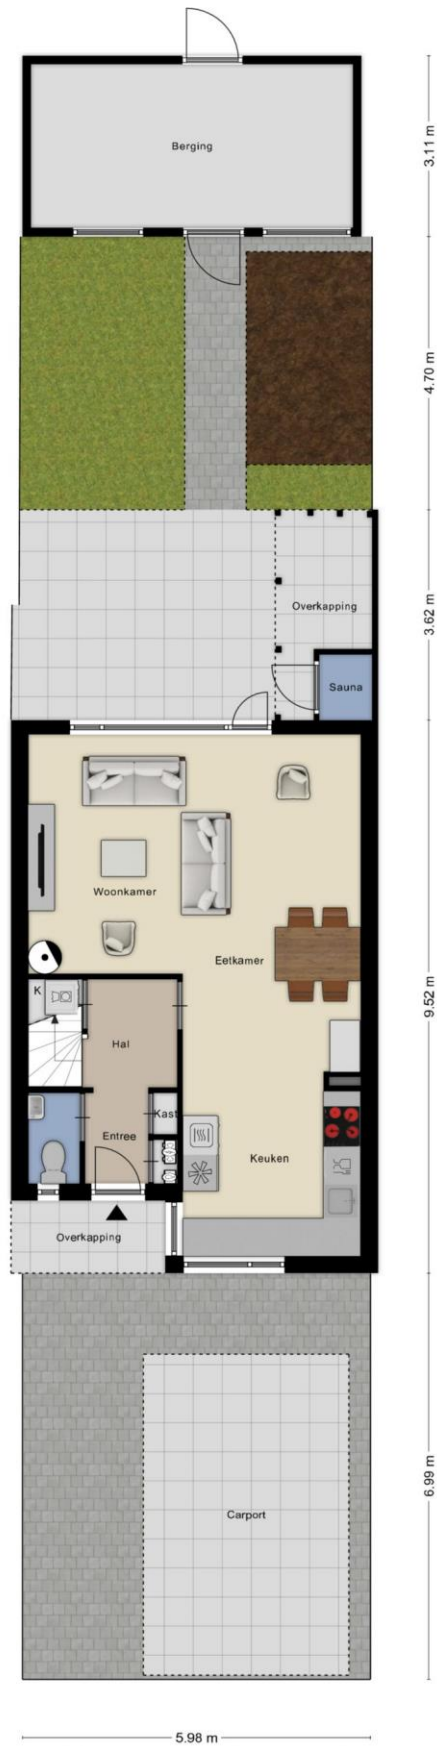 Berging
3.11 m
4.70 m
Overkapping
3.62 m
Sauna
Woonkamer
Eetkamer
9.52 m
K
Hal
Kast
Entree
Keuken
Overkapping
Carport
6.99 m
5.98 m